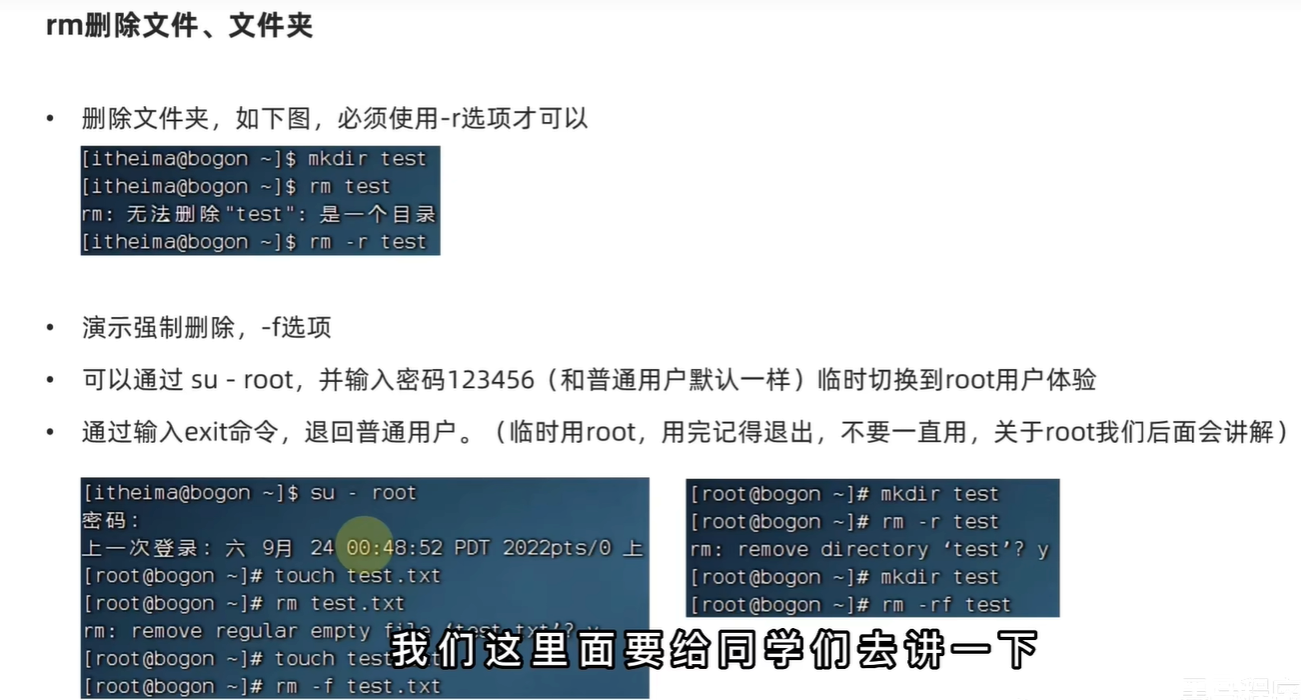 rm删除文件、文件夹
• 删除文件夹，如下图，必须使用-r选项才可以
[itheima@bogon ~]$ mkdir test
[itheima@bogon ~]$ rm test
rm: 无法删除"test": 是一个目录
[itheima@bogon ~]$ rm -r test
• 演示强制删除，-f选项
• 可以通过 su - root，并输入密码123456（和普通用户默认一样）临时切换到root用户体验
• 通过输入exit命令，退回普通用户。（临时用root，用完记得退出，不要一直用，关于root我们后面会讲解）
[itheima@bogon ~]$ su - root
密码：
上一次登录：六 9月 24 00:48:52 PDT 2022pts/0 上
[root@bogon ~]# touch test.txt
[root@bogon ~]# rm test.txt
rm: remove regular empty file ‘test.txt’? y
[root@bogon ~]# touch test.txt
[root@bogon ~]# rm -f test.txt
[root@bogon ~]# mkdir test
[root@bogon ~]# rm -r test
rm: remove directory ‘test’? y
[root@bogon ~]# mkdir test
[root@bogon ~]# rm -rf test
我们这里面要给同学们去讲一下